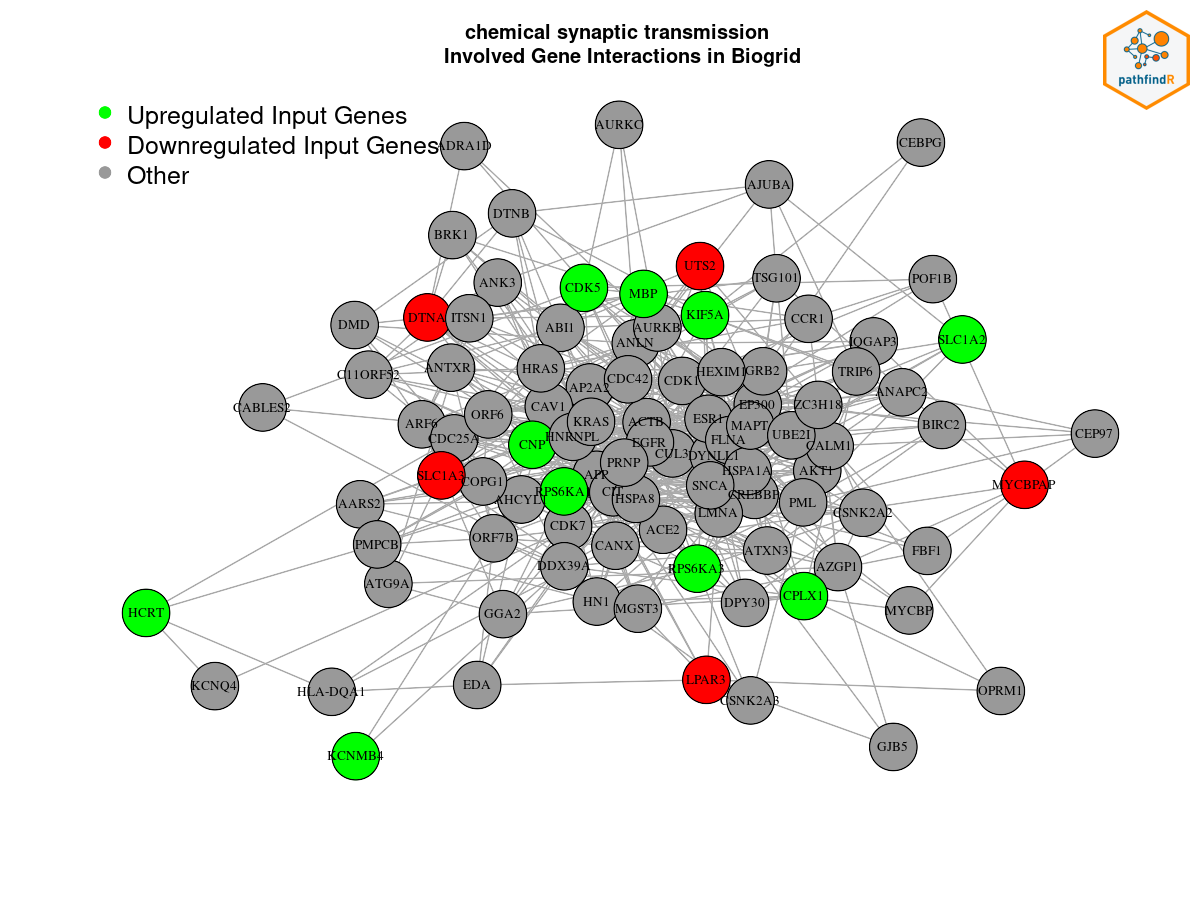 chemical synaptic transmission
Involved Gene Interactions in Biogrid
pathfindR
Upregulated Input Genes
Downregulated Input Genes
Other
AURKC
ADRA1D
CEBPG
AJUBA
DTNB
BRK1
UTS2
ANK3
TSG101
POF1B
CDK5
MBP
KIF5A
DTNA
ITSN1
CCR1
DMD
ABI1
AURKB
ANLN
IQGAP3
SLC1A2
C11ORF52
ANTXR
HRAS
AP2A2
CDC42
CDK1
HEXIM1
GRB2
TRIP6
ANAPC2
CABLES2
ARF6
ORF6
CAV1
KRAS
ACTB
ESR1
EP300
ZC3H18
BIRC2
CEP97
CDC25A
CNP
HNRNPL
EGFR
FLNA
MAPT
UBE2I
CALM1
CUL3
DYNLL1
PRNP
SLC1A3
COPG1
APP
HSPA1A
AKT1
MYCBPAP
RPS6KA
CIT
SNCA
CREBBP
AARS2
AHCYL
HSPA8
LMNA
PML
CSNK2A2
PMPCB
ORF7B
CDK7
CANX
ACE2
ATXN3
FBF1
DDX39A
RPS6KA3
AZGP1
ATG9A
HCRT
GGA2
HN1
MGST3
DPY30
CPLX1
MYCBP
KCNQ4
HLA-DQA1
EDA
LPAR3
CSNK2A3
OPRM1
KCNMB4
GJB5